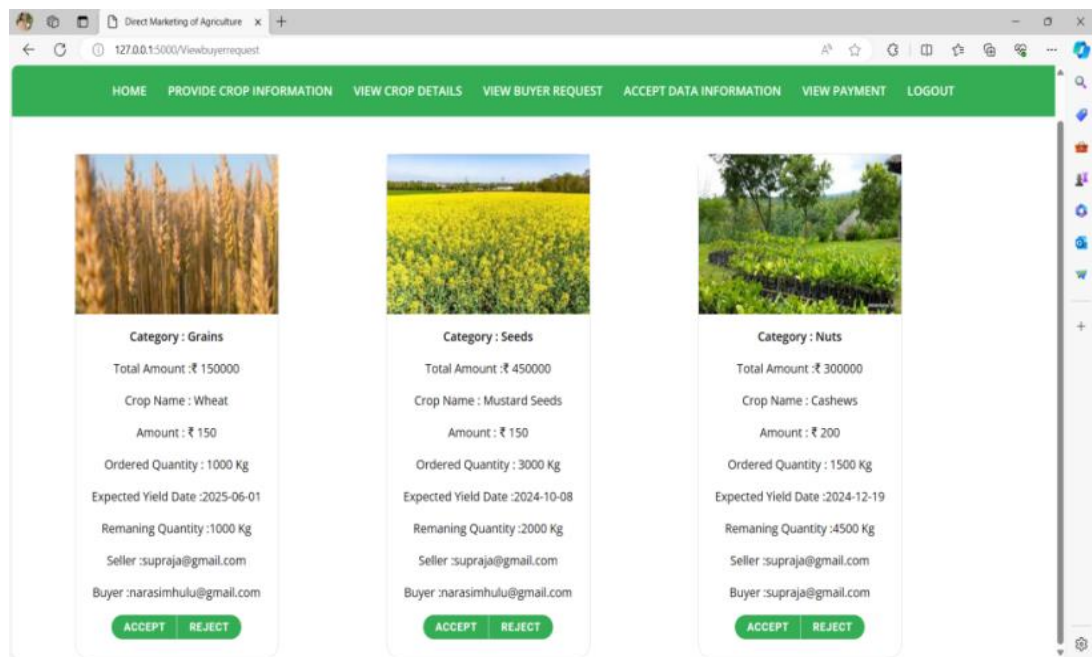 Direct Marketing of Agriculture
127.0.0.1:5000/Viewbuyerrequest
HOME PROVIDE CROP INFORMATION VIEW CROP DETAILS VIEW BUYER REQUEST ACCEPT DATA INFORMATION VIEW PAYMENT LOGOUT
Category : Grains
Total Amount :₹ 150000
Crop Name : Wheat
Amount : ₹ 150
Ordered Quantity : 1000 Kg
Expected Yield Date :2025-06-01
Remaning Quantity :1000 Kg
Seller :supraja@gmail.com
Buyer :narasimhulu@gmail.com
ACCEPT REJECT
Category : Seeds
Total Amount :₹ 450000
Crop Name : Mustard Seeds
Amount : ₹ 150
Ordered Quantity : 3000 Kg
Expected Yield Date :2024-10-08
Remaning Quantity :2000 Kg
Seller :supraja@gmail.com
Buyer :narasimhulu@gmail.com
ACCEPT REJECT
Category : Nuts
Total Amount :₹ 300000
Crop Name : Cashews
Amount : ₹ 200
Ordered Quantity : 1500 Kg
Expected Yield Date :2024-12-19
Remaning Quantity :4500 Kg
Seller :supraja@gmail.com
Buyer :supraja@gmail.com
ACCEPT REJECT